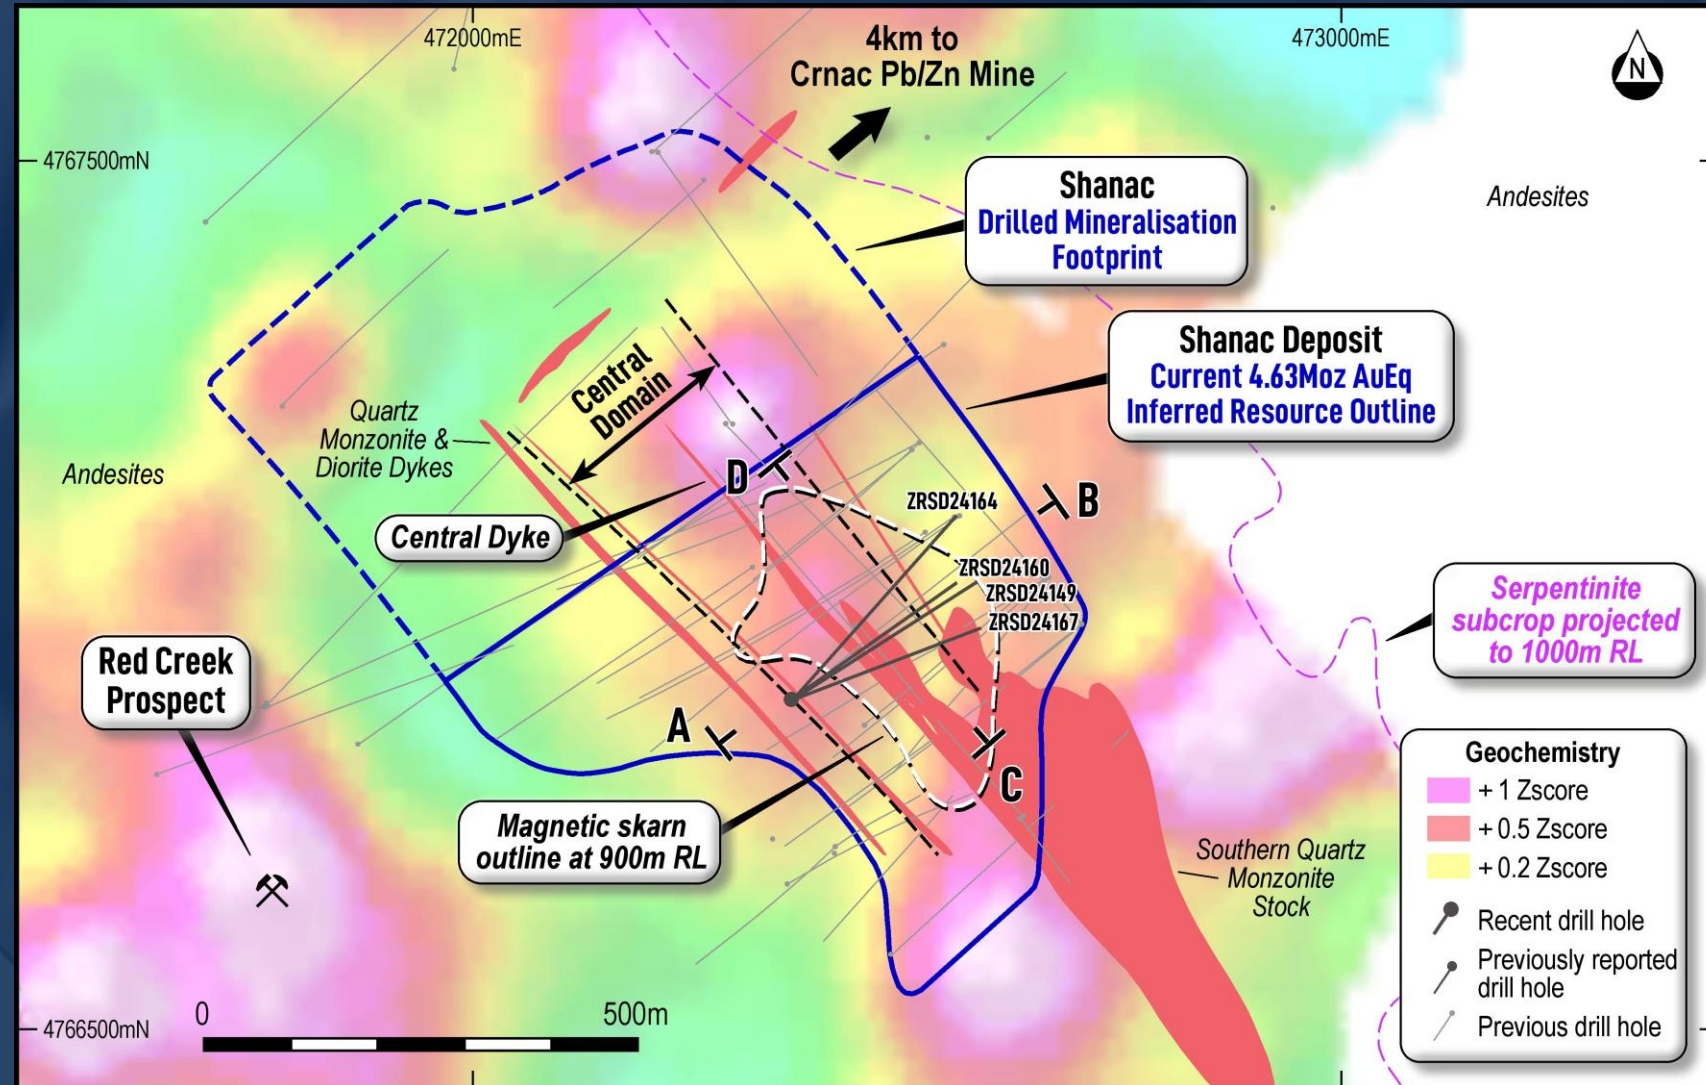 472000mE
473000mE
4km to
Crnac Pb/Zn Mine
N
4767500mN
Shanac
Drilled Mineralisation
Footprint
Andesites
Shanac Deposit
Current 4.63Moz AuEq
Inferred Resource Outline
Central
Domain
Quartz
Monzonite &
Diorite Dykes
Andesites
D
B
ZRSD24164
Central Dyke
ZRSD24160
ZRSD24149
ZRSD24167
Serpentinite
subcrop projected
to 1000m RL
Red Creek
Prospect
A
C
Magnetic skarn
outline at 900m RL
Southern Quartz
Monzonite
Stock
Geochemistry
+ 1 Zscore
+ 0.5 Zscore
+ 0.2 Zscore
Recent drill hole
Previously reported
drill hole
Previous drill hole
0
500m
4766500mN